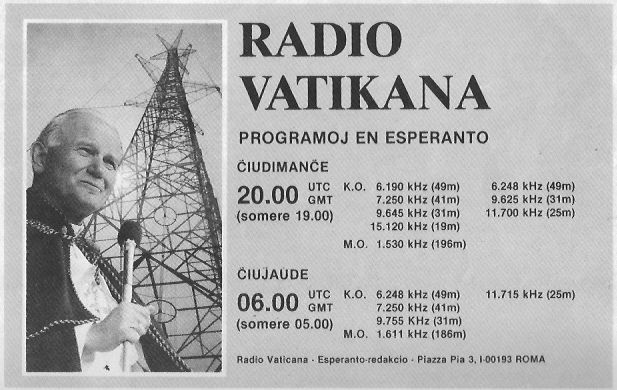 RADIO
VATIKANA
PROGRAMOJ EN ESPERANTO
ĈIUDIMANĈE
20.00 UTC GMT (somere 19.00)
K.O. 6.190 kHz (49m) 6.248 kHz (49m)
7.250 kHz (41m) 9.625 kHz (31m)
9.645 kHz (31m) 11.700 kHz (25m)
15.120 kHz (19m)
M.O. 1.530 kHz (196m)
ĈIUJAUDE
06.00 UTC GMT (somere 05.00)
K.O. 6.248 kHz (49m) 11.715 kHz (25m)
7.250 kHz (41m)
9.755 KHz (31m)
M.O. 1.611 kHz (186m)
Radio Vaticana - Esperanto-redakcio - Piazza Pia 3, I-00193 ROMA